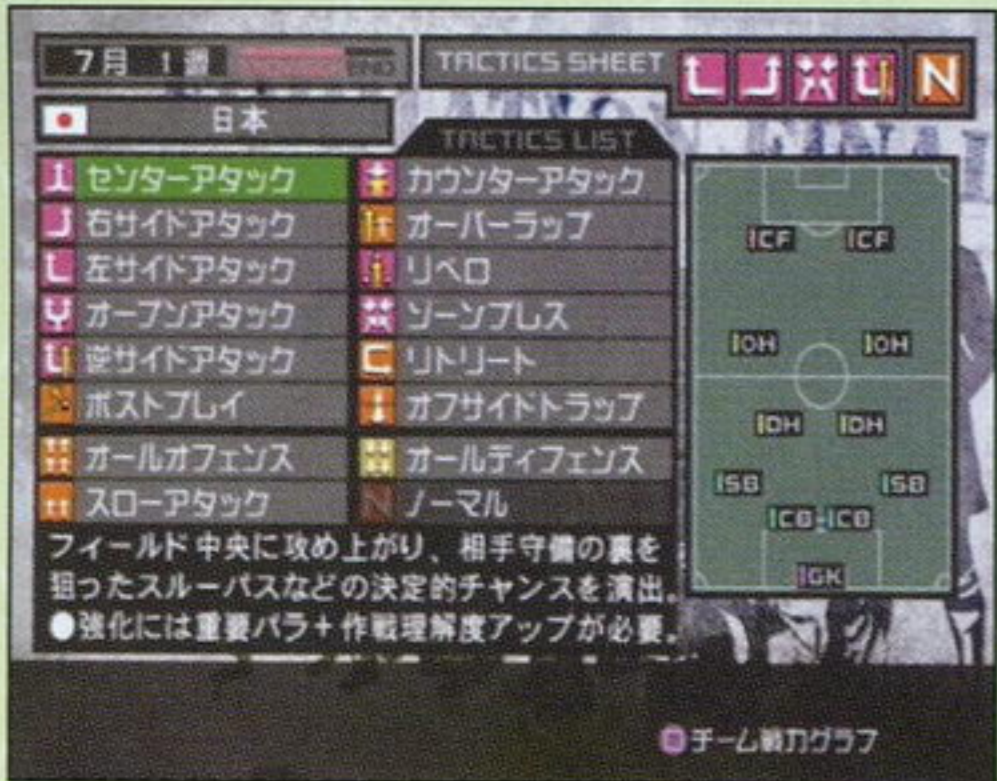 7月 1週
TACTICS SHEET
N
日本
TACTICS LIST
センターアタック
カウンターアタック
右サイドアタック
オーバーラップ
左サイドアタック
リベロ
オープンアタック
ゾーンプレス
逆サイドアタック
リトリート
ポストプレイ
オフサイドトラップ
オールオフェンス
オールディフェンス
スローアタック
N ノーマル
CF CF
OH OH
DH DH
SB SB
CB CB
GK
フィールド中央に攻め上がり、相手守備の裏を
狙ったスルーパスなどの決定的チャンスを演出。
●強化には重要パラ+作戦理解度アップが必要。
チーム戦力グラフ